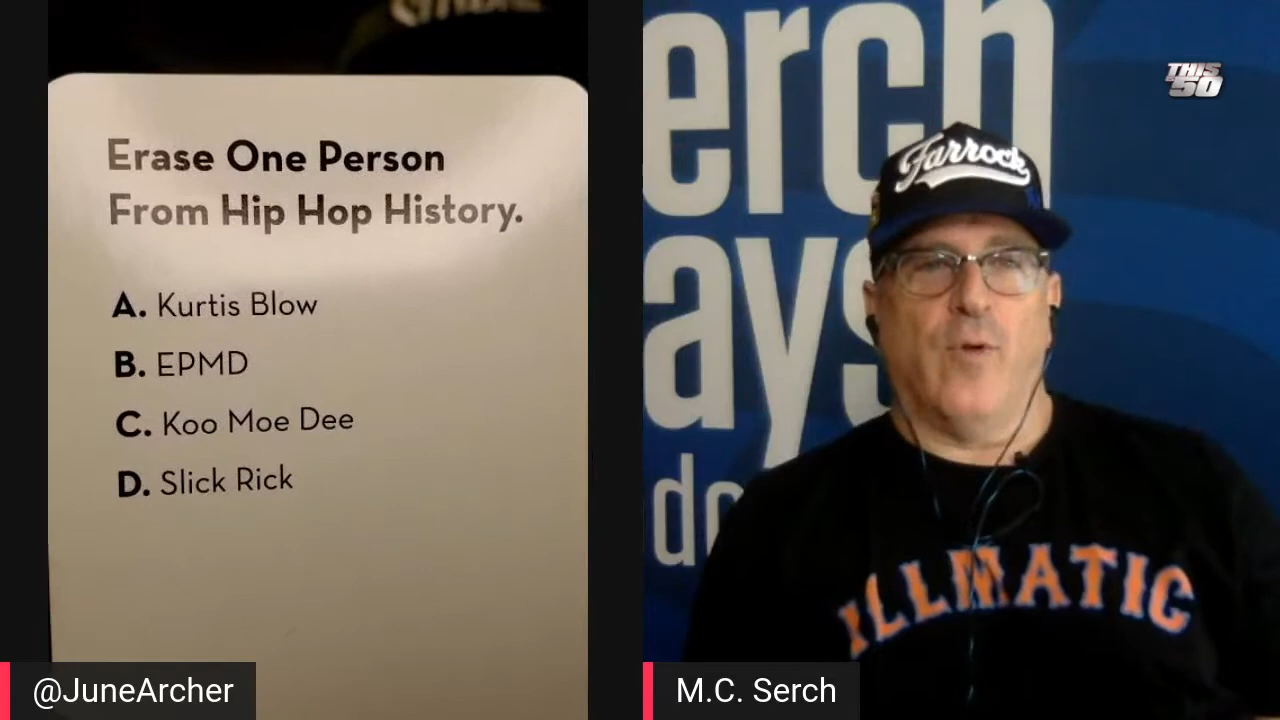 Erase One Person
From Hip Hop History.
A. Kurtis Blow
B. EPMD
C. Koo Moe Dee
D. Slick Rick
@JuneArcher
erch
ays
do
THIS
50
Farrock
ILLMATIC
M.C. Serch